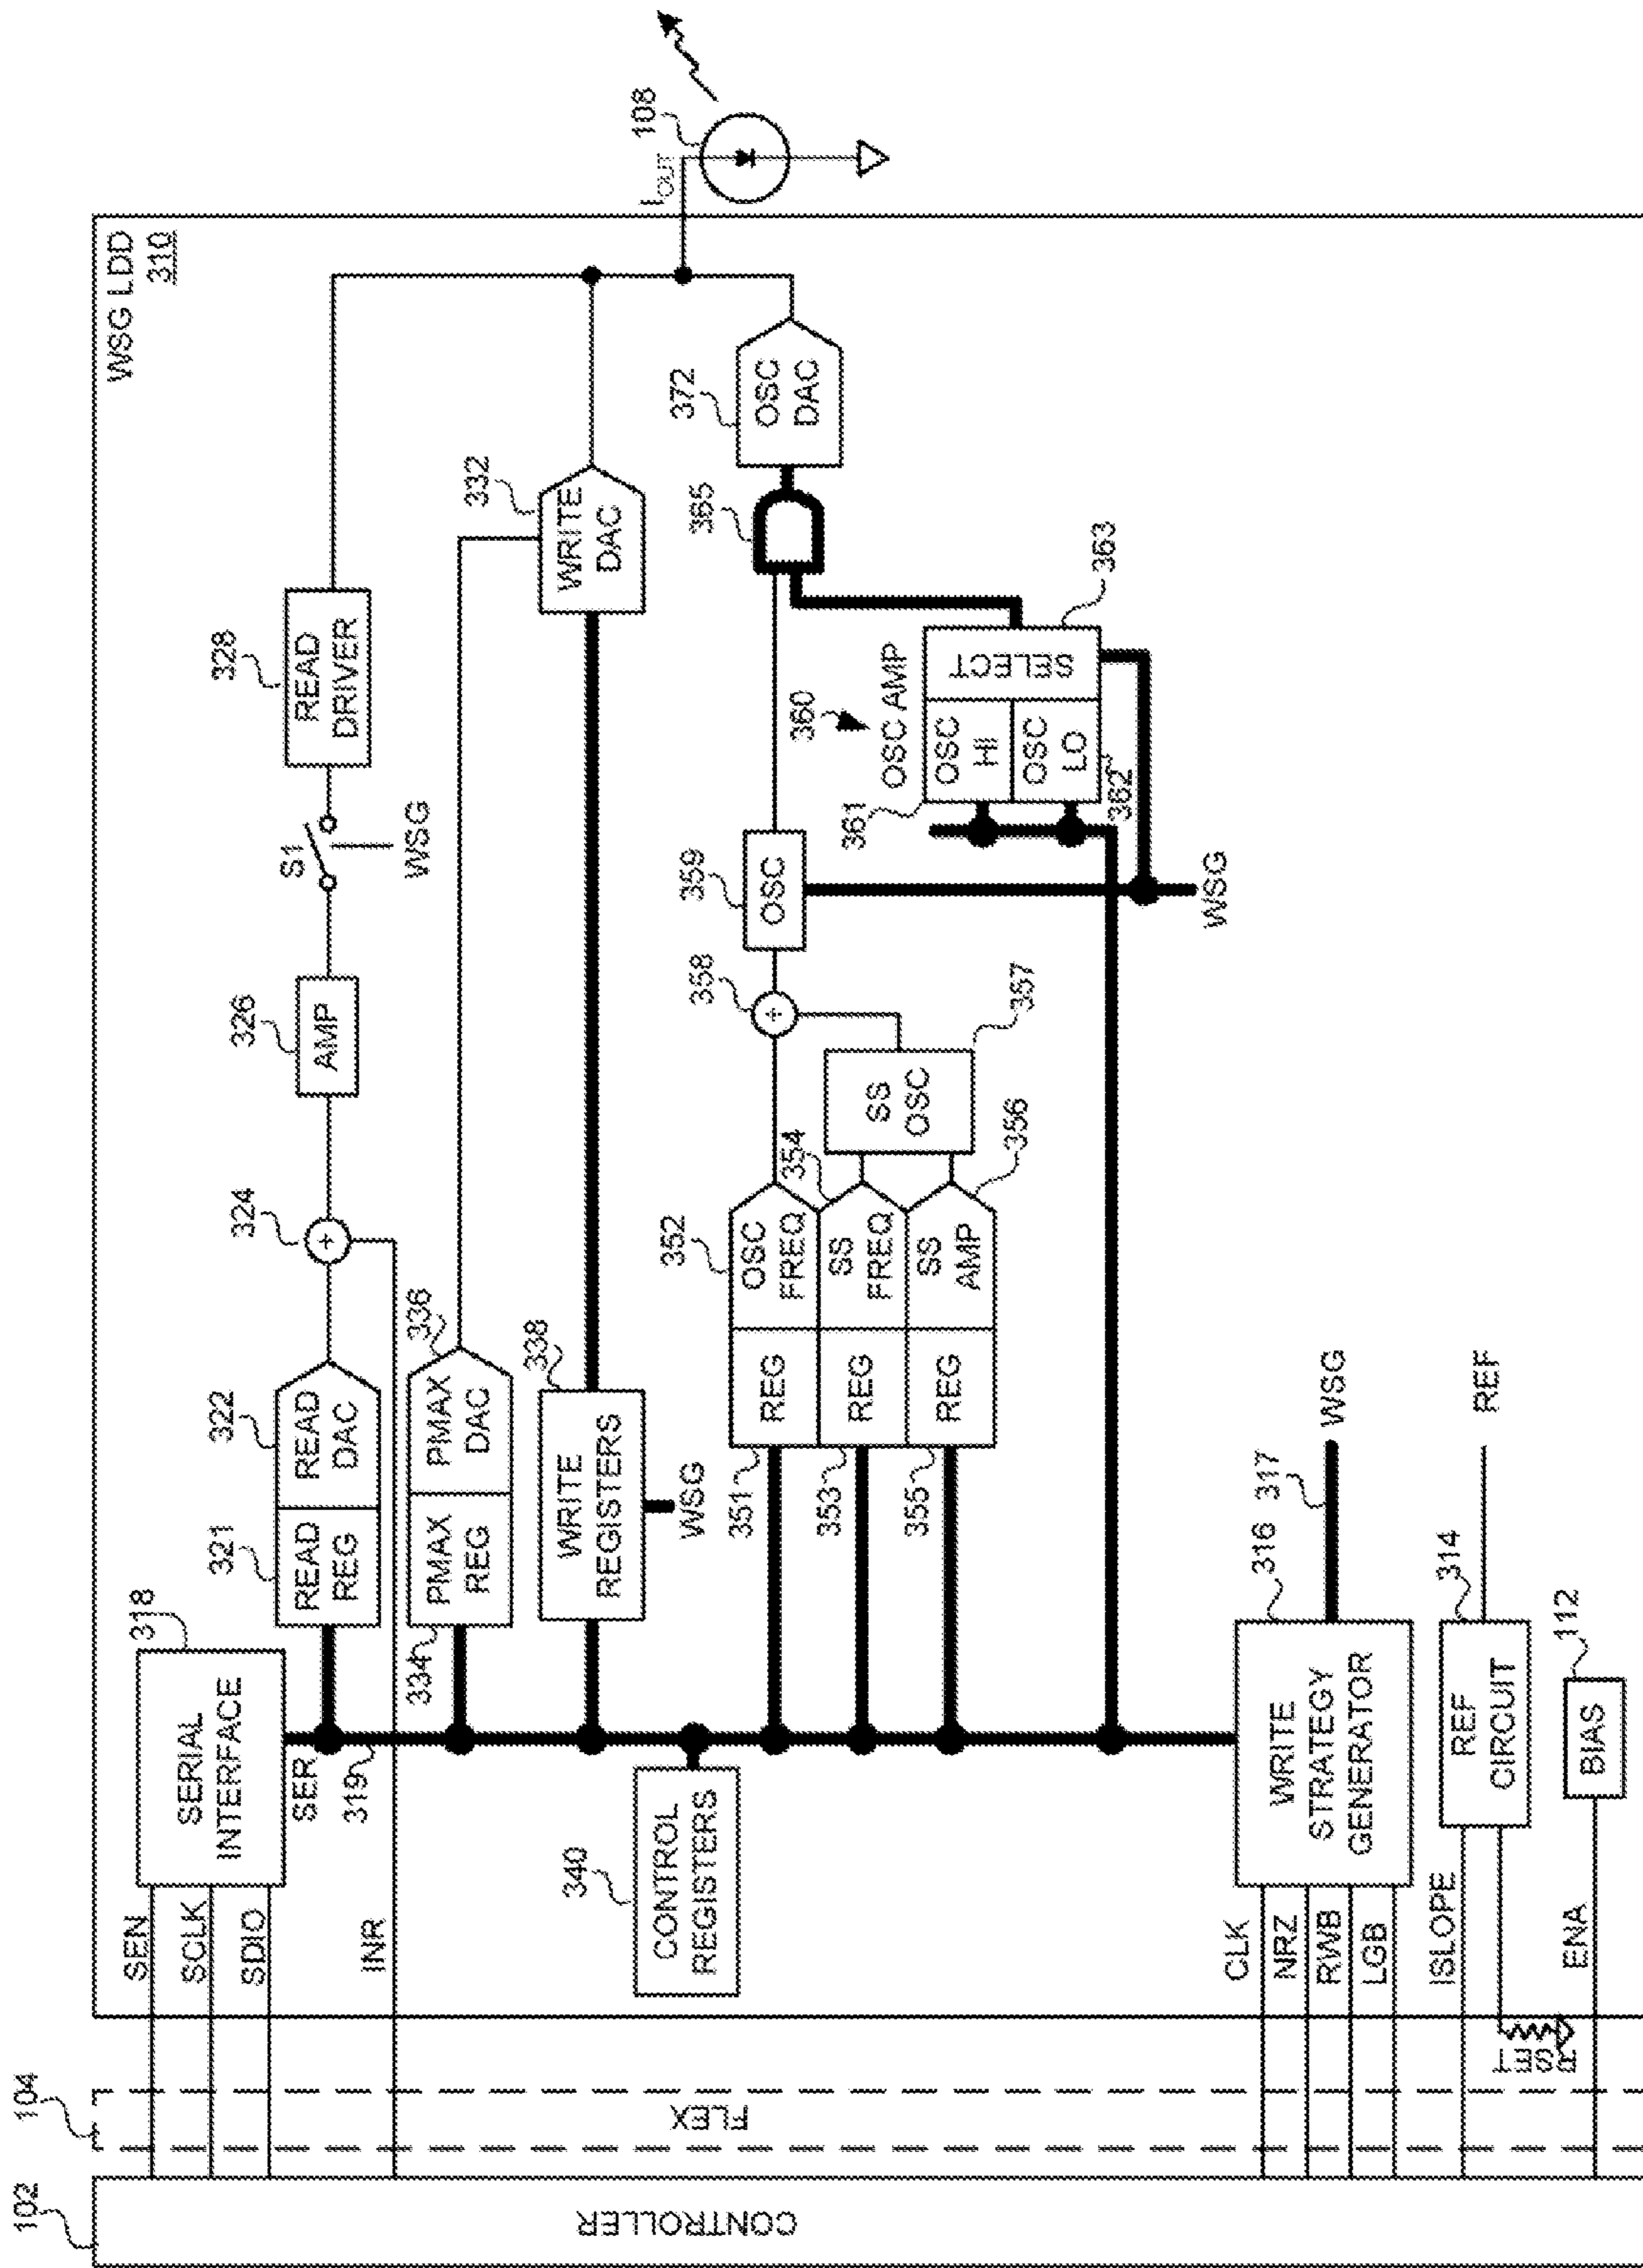 WSG LDD
310
102
CONTROLLER
104
FLEX
SEN
SCLK
SDIO
INR
318
SERIAL
INTERFACE
SER
319
321
READ
REG
322
READ
DAC
324
+
326
AMP
S1
WSG
328
READ
DRIVER
334
PMAX
REG
336
PMAX
DAC
338
WRITE
REGISTERS
WSG
332
WRITE
DAC
I_OUT
108
340
CONTROL
REGISTERS
351
REG
352
OSC
FREQ
353
REG
354
SS
FREQ
355
REG
356
SS
AMP
357
SS
OSC
358
+
359
OSC
WSG
360
OSC AMP
361
OSC
HI
362
OSC
LO
363
SELECT
365
372
OSC
DAC
CLK
NRZ
RWB
LGB
316
WRITE
STRATEGY
GENERATOR
317
WSG
ISLOPE
RSET
314
REF
CIRCUIT
REF
ENA
112
BIAS